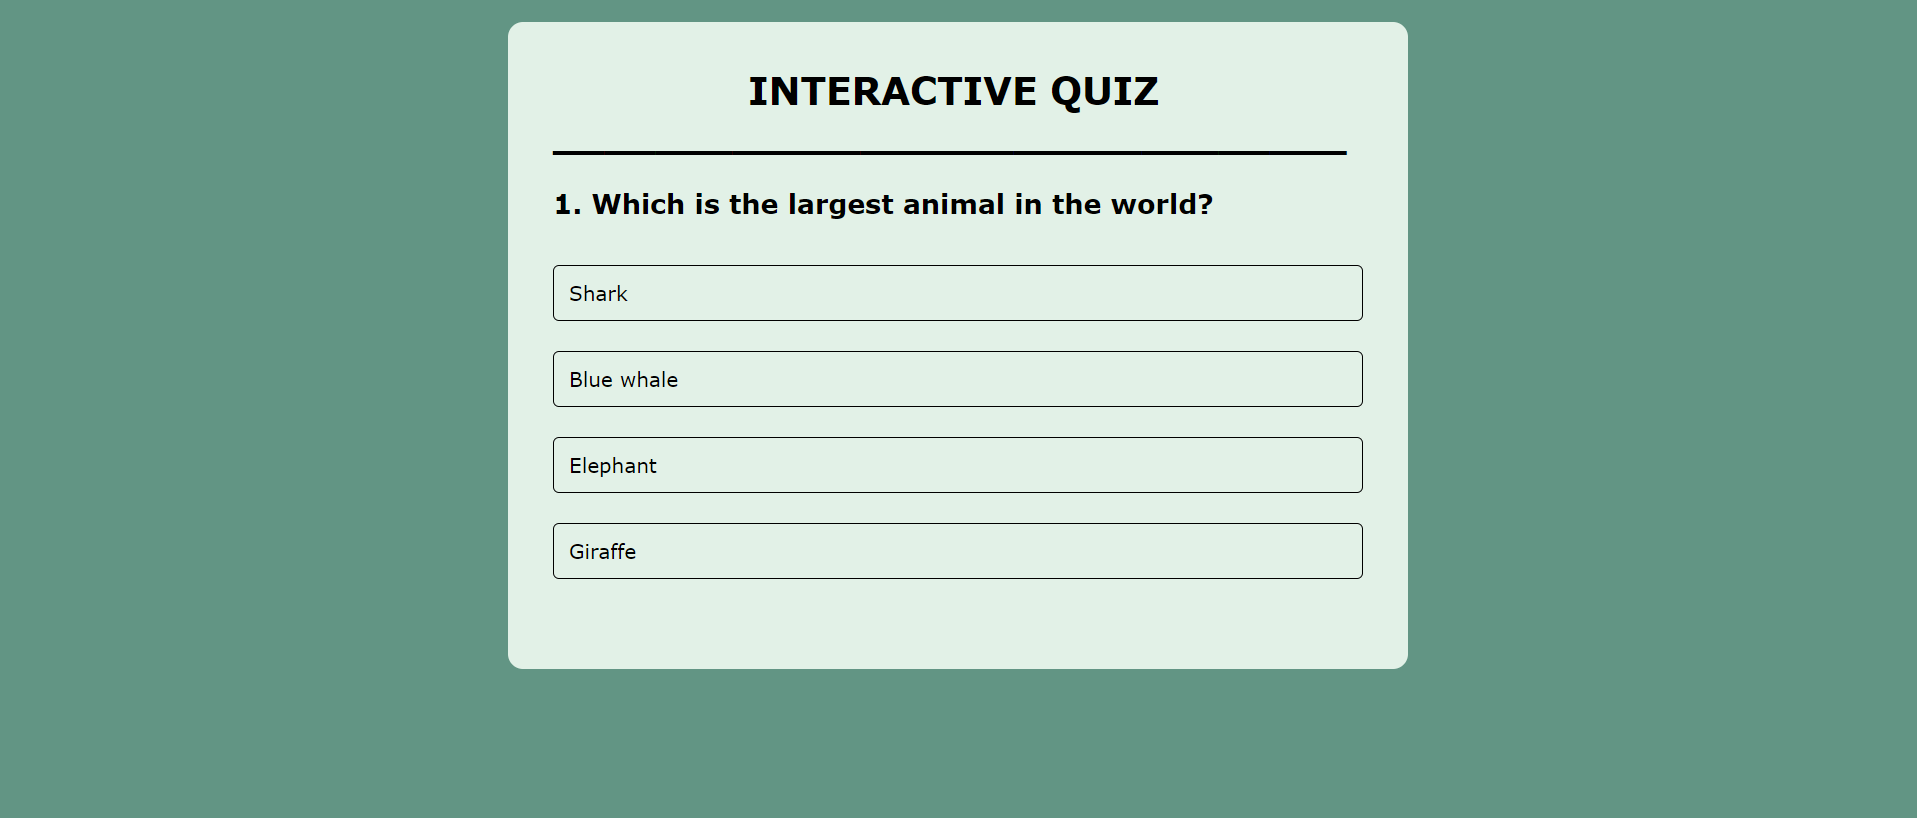 INTERACTIVE QUIZ
1. Which is the largest animal in the world?
Shark
Blue whale
Elephant
Giraffe